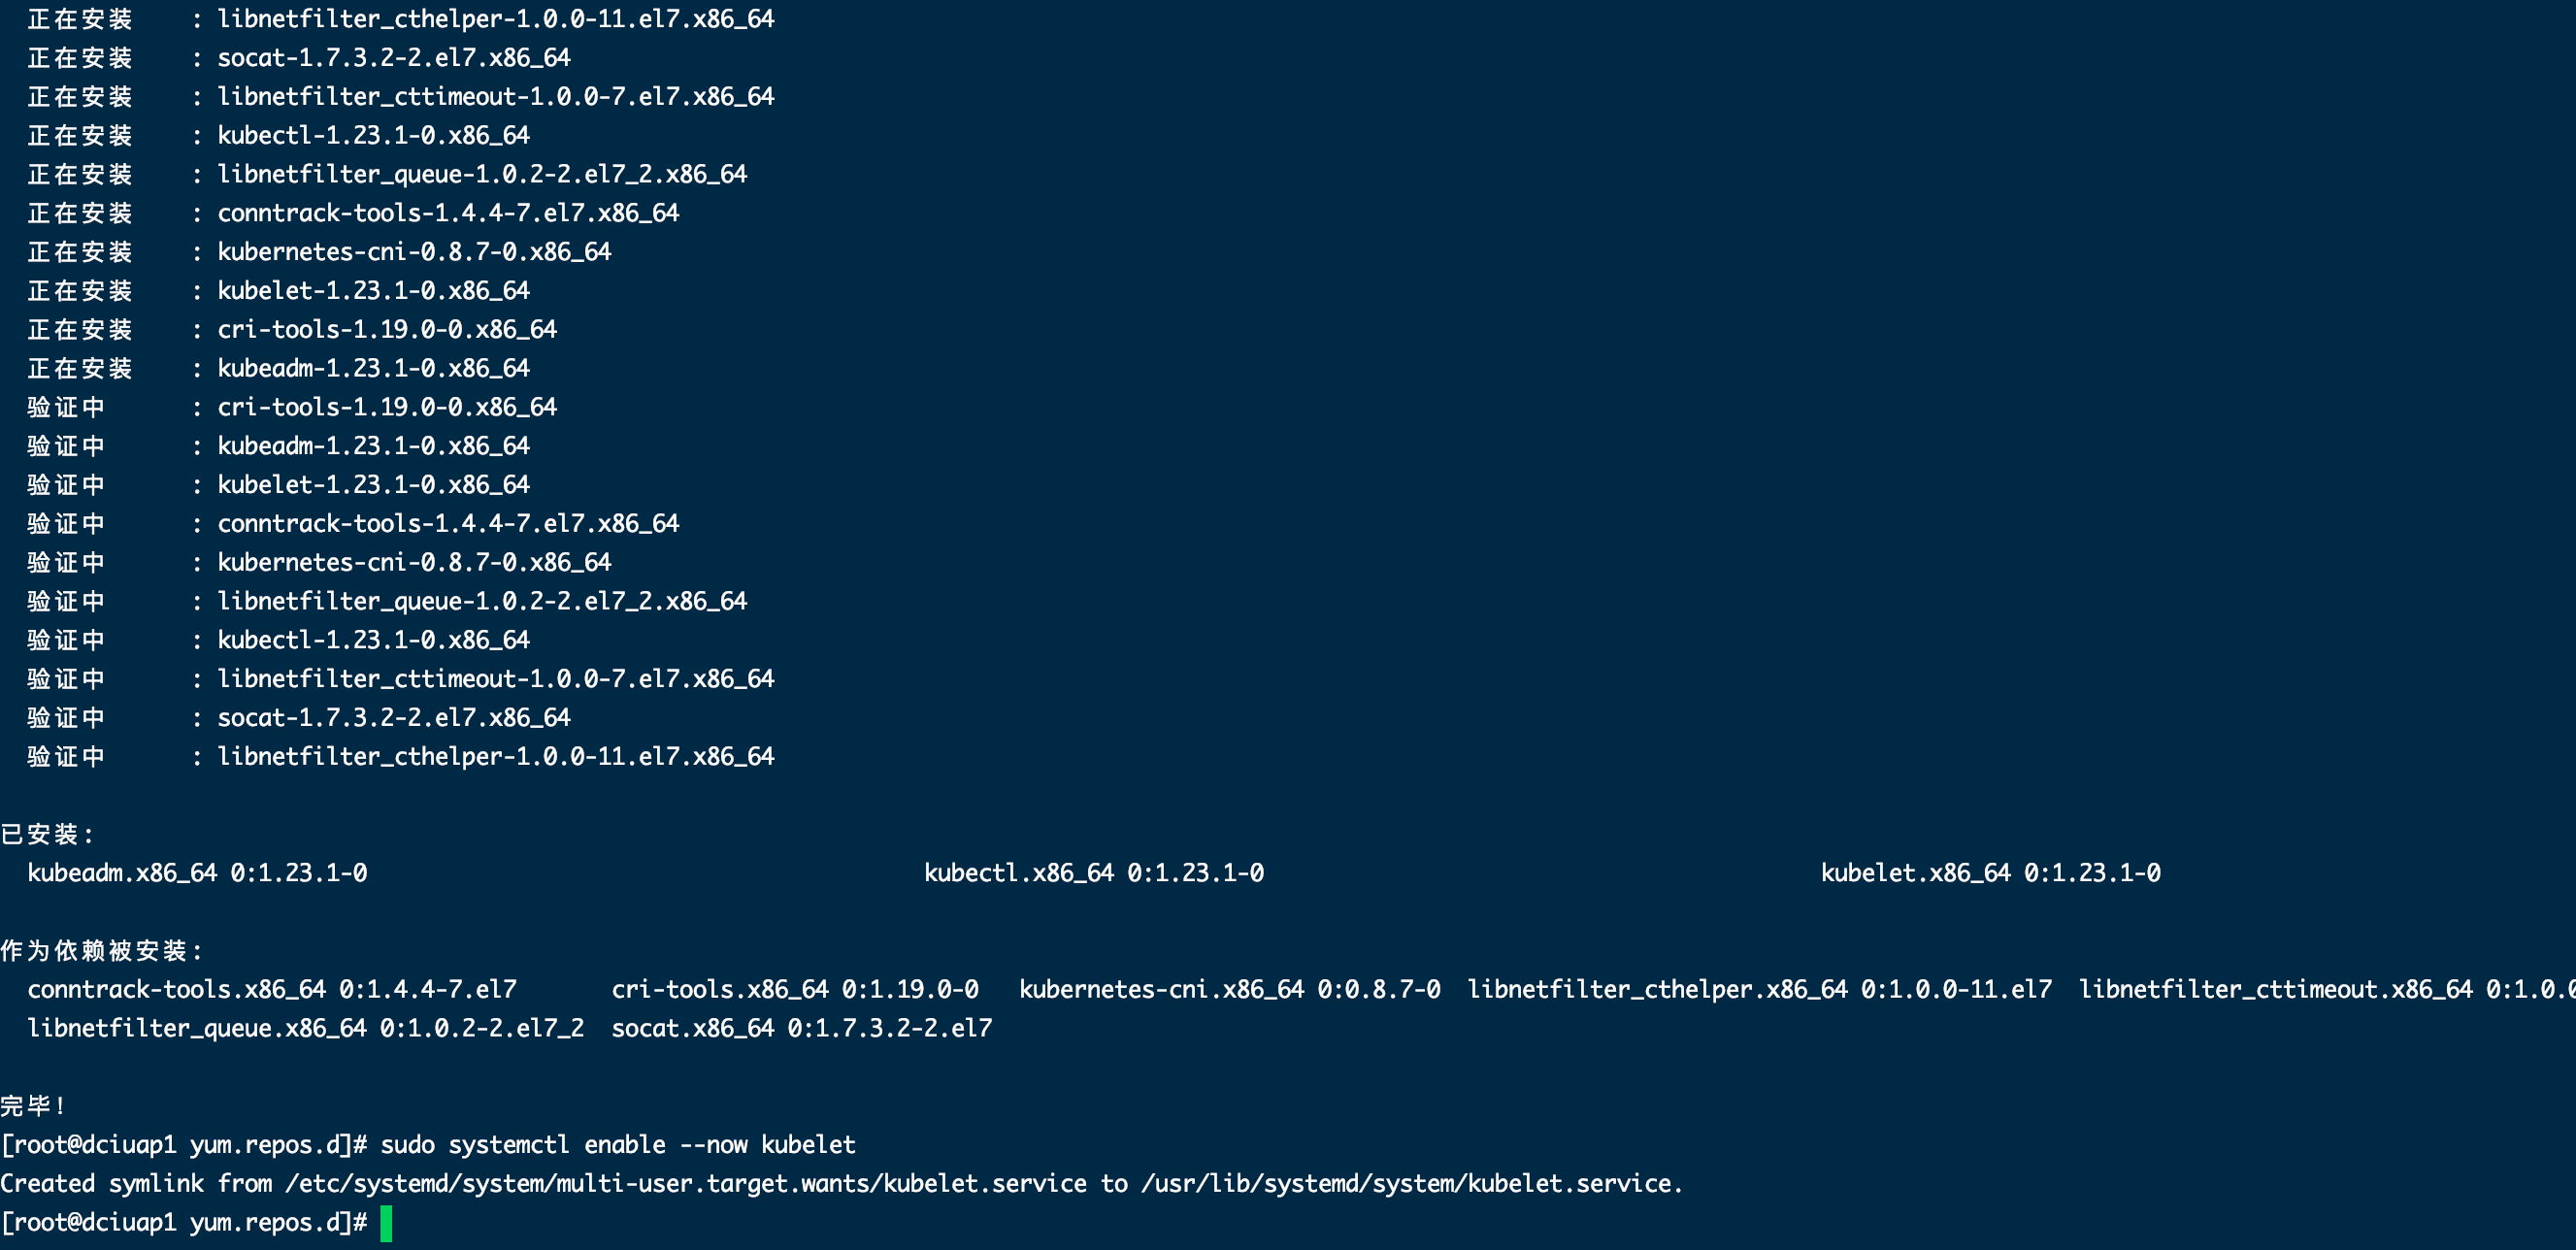 正在安装    : libnetfilter_cthelper-1.0.0-11.el7.x86_64
正在安装    : socat-1.7.3.2-2.el7.x86_64
正在安装    : libnetfilter_cttimeout-1.0.0-7.el7.x86_64
正在安装    : kubectl-1.23.1-0.x86_64
正在安装    : libnetfilter_queue-1.0.2-2.el7_2.x86_64
正在安装    : conntrack-tools-1.4.4-7.el7.x86_64
正在安装    : kubernetes-cni-0.8.7-0.x86_64
正在安装    : kubelet-1.23.1-0.x86_64
正在安装    : cri-tools-1.19.0-0.x86_64
正在安装    : kubeadm-1.23.1-0.x86_64
验证中      : cri-tools-1.19.0-0.x86_64
验证中      : kubeadm-1.23.1-0.x86_64
验证中      : kubelet-1.23.1-0.x86_64
验证中      : conntrack-tools-1.4.4-7.el7.x86_64
验证中      : kubernetes-cni-0.8.7-0.x86_64
验证中      : libnetfilter_queue-1.0.2-2.el7_2.x86_64
验证中      : kubectl-1.23.1-0.x86_64
验证中      : libnetfilter_cttimeout-1.0.0-7.el7.x86_64
验证中      : socat-1.7.3.2-2.el7.x86_64
验证中      : libnetfilter_cthelper-1.0.0-11.el7.x86_64
已安装:
kubeadm.x86_64 0:1.23.1-0    kubectl.x86_64 0:1.23.1-0    kubelet.x86_64 0:1.23.1-0
作为依赖被安装:
conntrack-tools.x86_64 0:1.4.4-7.el7    cri-tools.x86_64 0:1.19.0-0    kubernetes-cni.x86_64 0:0.8.7-0    libnetfilter_cthelper.x86_64 0:1.0.0-11.el7    libnetfilter_cttimeout.x86_64 0:1.0.0
libnetfilter_queue.x86_64 0:1.0.2-2.el7_2    socat.x86_64 0:1.7.3.2-2.el7
完毕!
[root@dciuap1 yum.repos.d]# sudo systemctl enable --now kubelet
Created symlink from /etc/systemd/system/multi-user.target.wants/kubelet.service to /usr/lib/systemd/system/kubelet.service.
[root@dciuap1 yum.repos.d]#